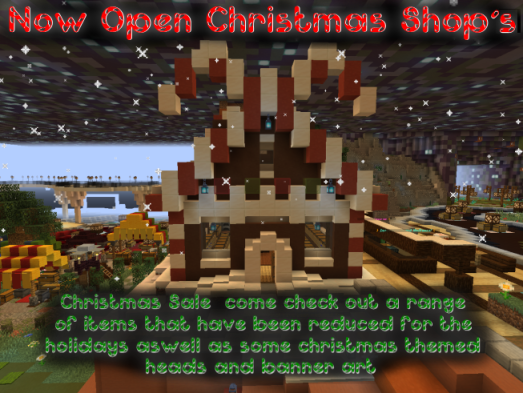 Now Open Christmas Shop's
Christmas Sale come check out a range
of items that have been reduced for the
holidays aswell as some christmas themed
heads and banner art